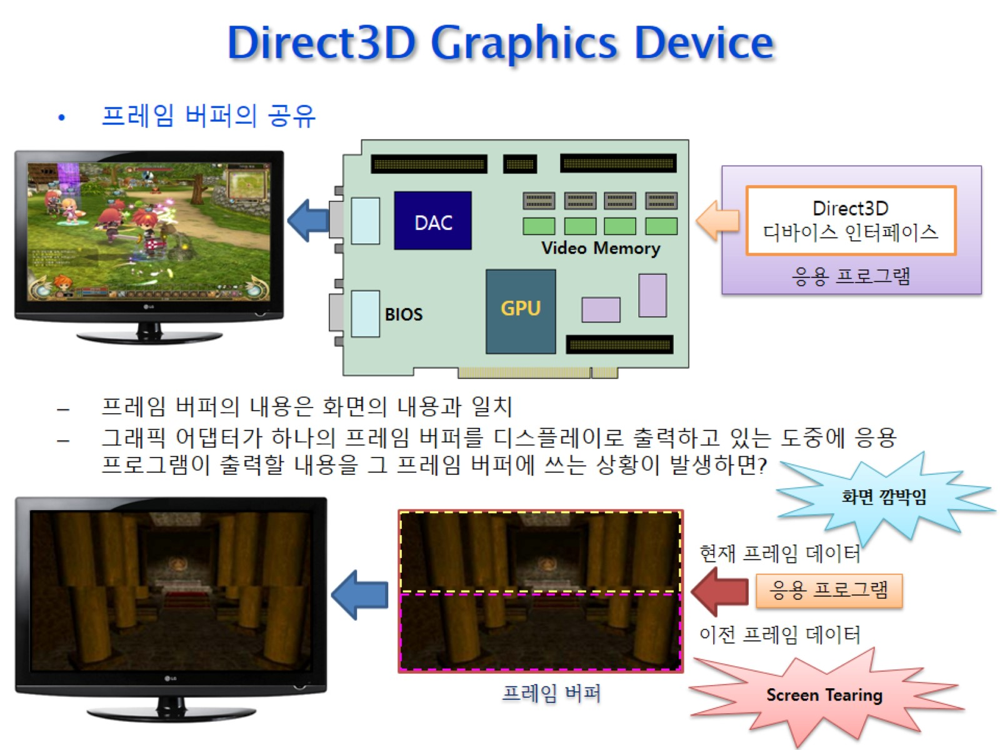 Direct3D Graphics Device
• 프레임 버퍼의 공유
DAC
Video Memory
GPU
BIOS
Direct3D
디바이스 인터페이스
응용 프로그램
– 프레임 버퍼의 내용은 화면의 내용과 일치
– 그래픽 어댑터가 하나의 프레임 버퍼를 디스플레이로 출력하고 있는 도중에 응용
프로그램이 출력할 내용을 그 프레임 버퍼에 쓰는 상황이 발생하면?
화면 깜박임
현재 프레임 데이터
응용 프로그램
이전 프레임 데이터
프레임 버퍼
Screen Tearing
LG
LG